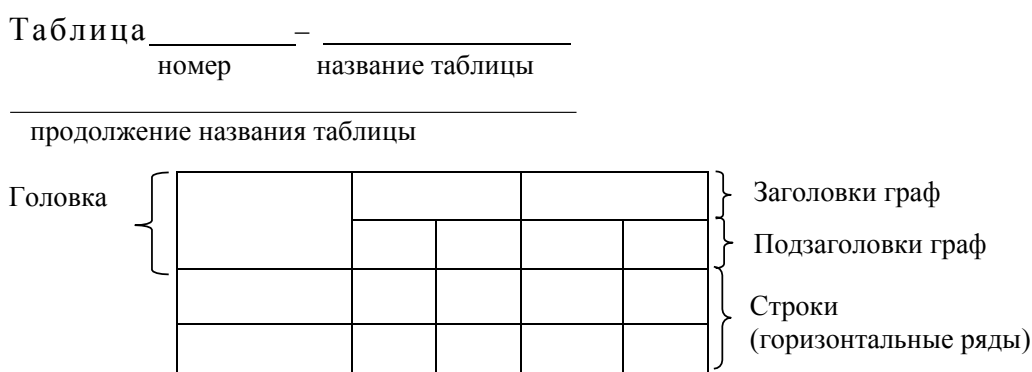 Таблица – 
номер название таблицы
продолжение названия таблицы
Головка
Заголовки граф
Подзаголовки граф
Строки
(горизонтальные ряды)